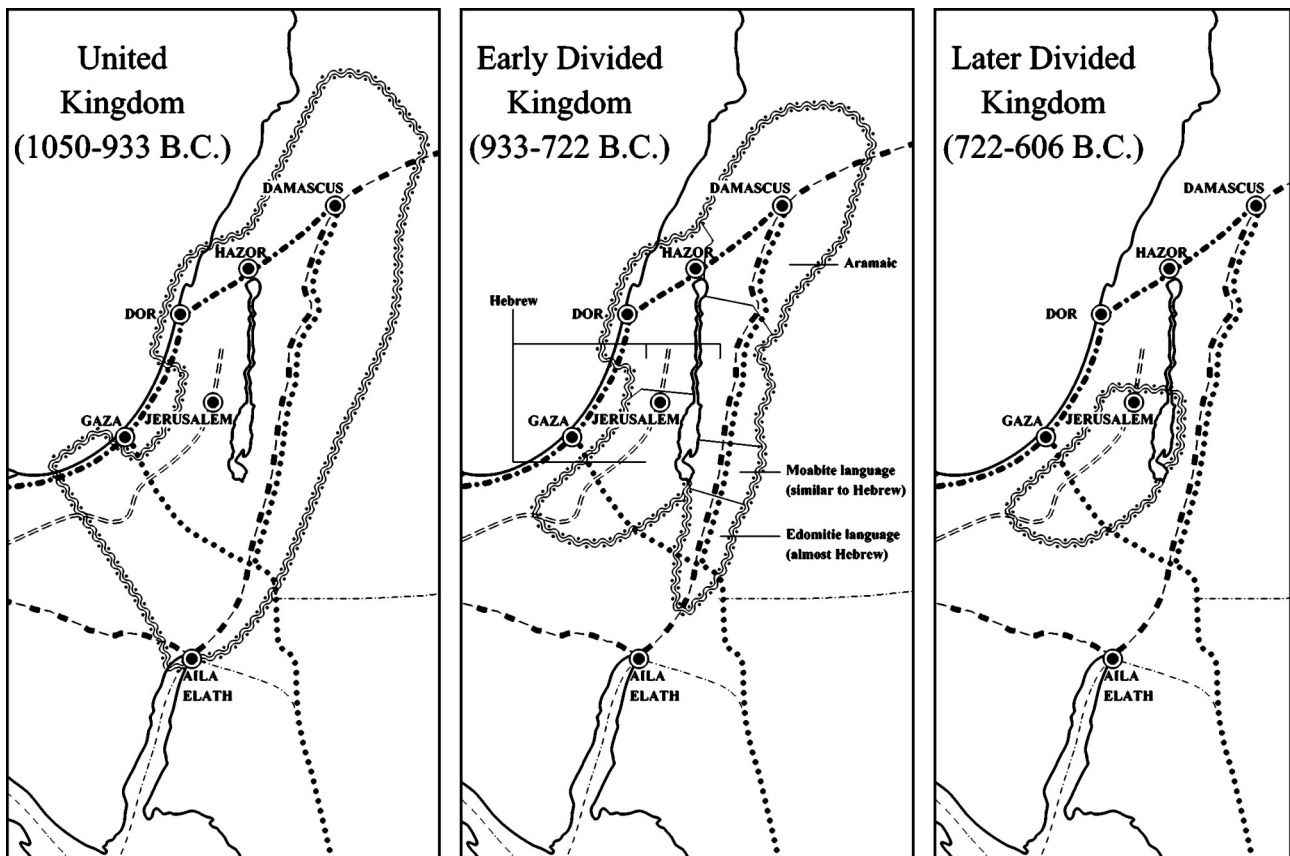 United
Kingdom
(1050-933 B.C.)
DAMASCUS
HAZOR
DOR
GAZA
JERUSALEM
AILA
ELATH
Early Divided
Kingdom
(933-722 B.C.)
DAMASCUS
HAZOR
Aramaic
Hebrew
DOR
GAZA
JERUSALEM
Moabite language
(similar to Hebrew)
Edomitie language
(almost Hebrew)
AILA
ELATH
Later Divided
Kingdom
(722-606 B.C.)
DAMASCUS
HAZOR
DOR
GAZA
JERUSALEM
AILA
ELATH